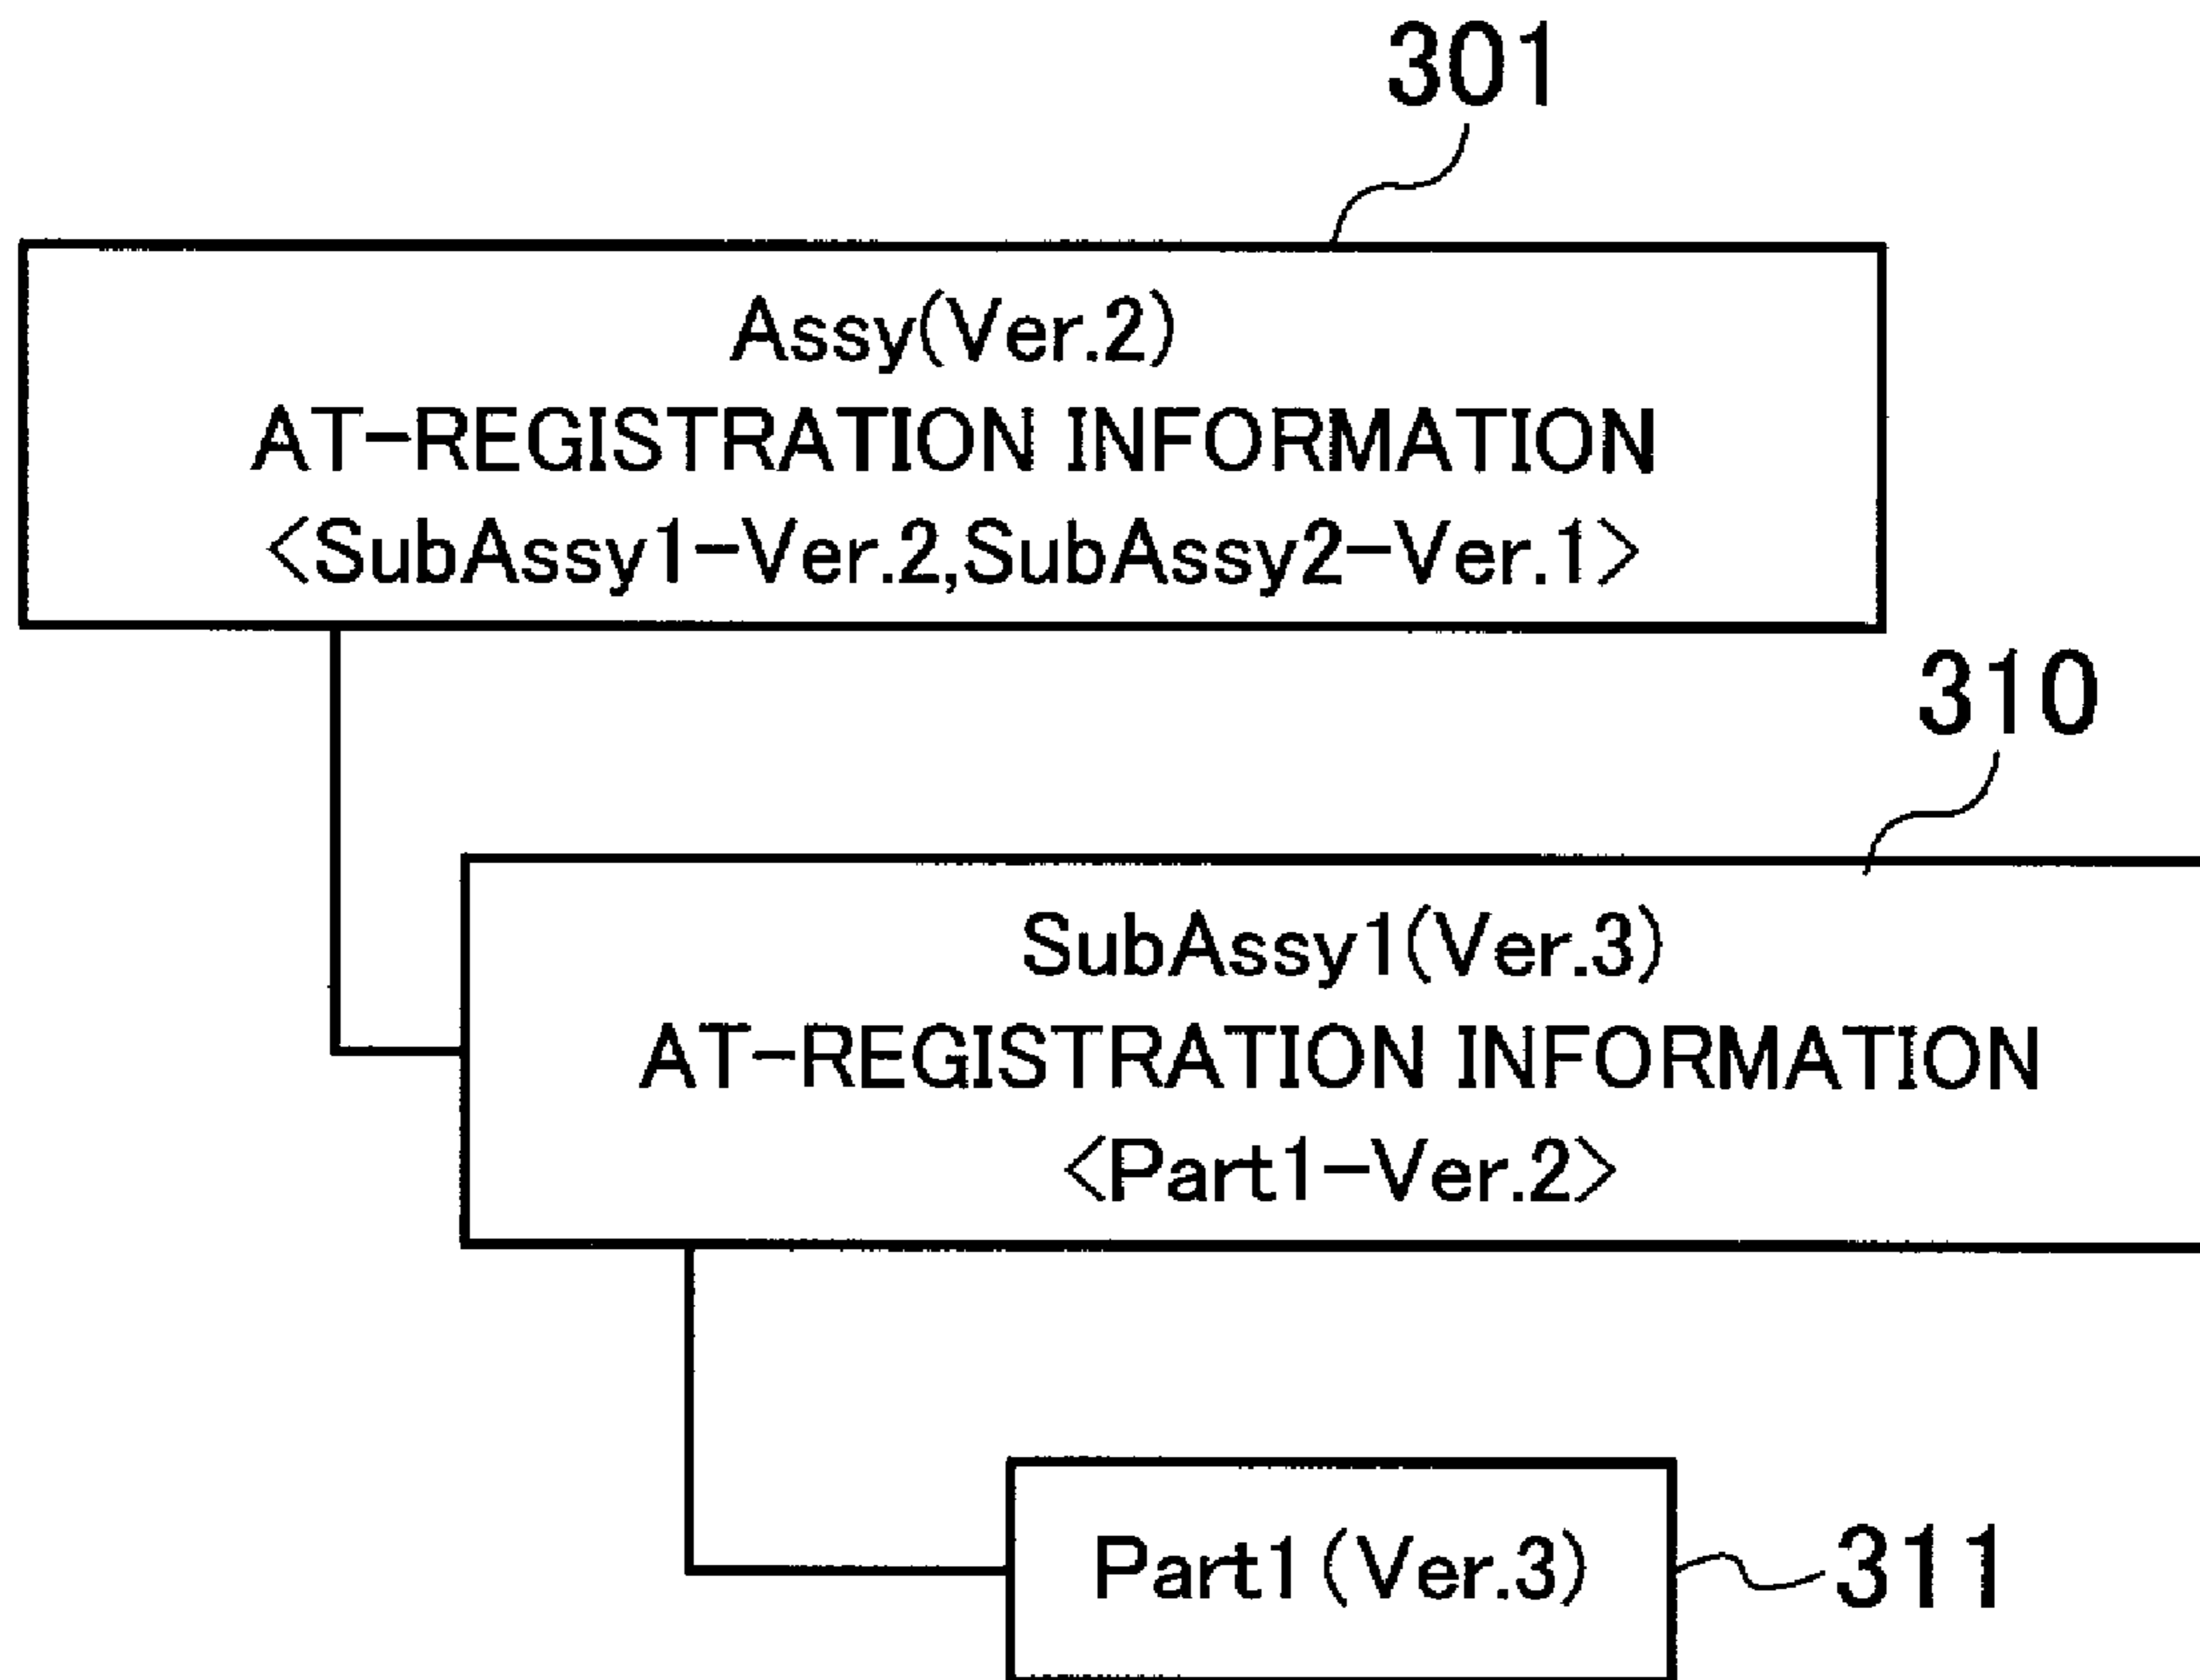 301
Assy(Ver.2)
AT-REGISTRATION INFORMATION
<SubAssy1-Ver.2,SubAssy2-Ver.1>
310
SubAssy1(Ver.3)
AT-REGISTRATION INFORMATION
<Part1-Ver.2>
Part1 (Ver.3)
311